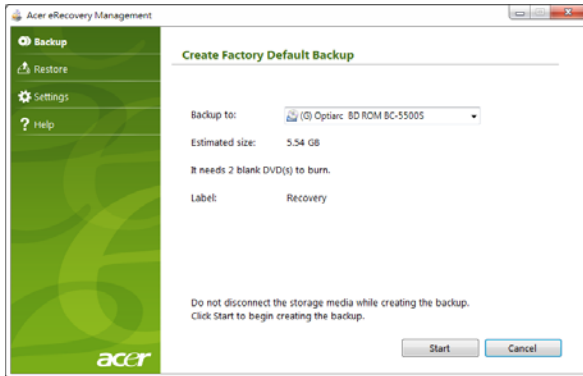 Acer eRecovery Management
Backup
Restore
Settings
Help
Create Factory Default Backup
Backup to: (G) Optiarc BD ROM BC-5500S
Estimated size: 5.54 GB
It needs 2 blank DVD(s) to burn.
Label: Recovery
Do not disconnect the storage media while creating the backup.
Click Start to begin creating the backup.
Start Cancel
acer